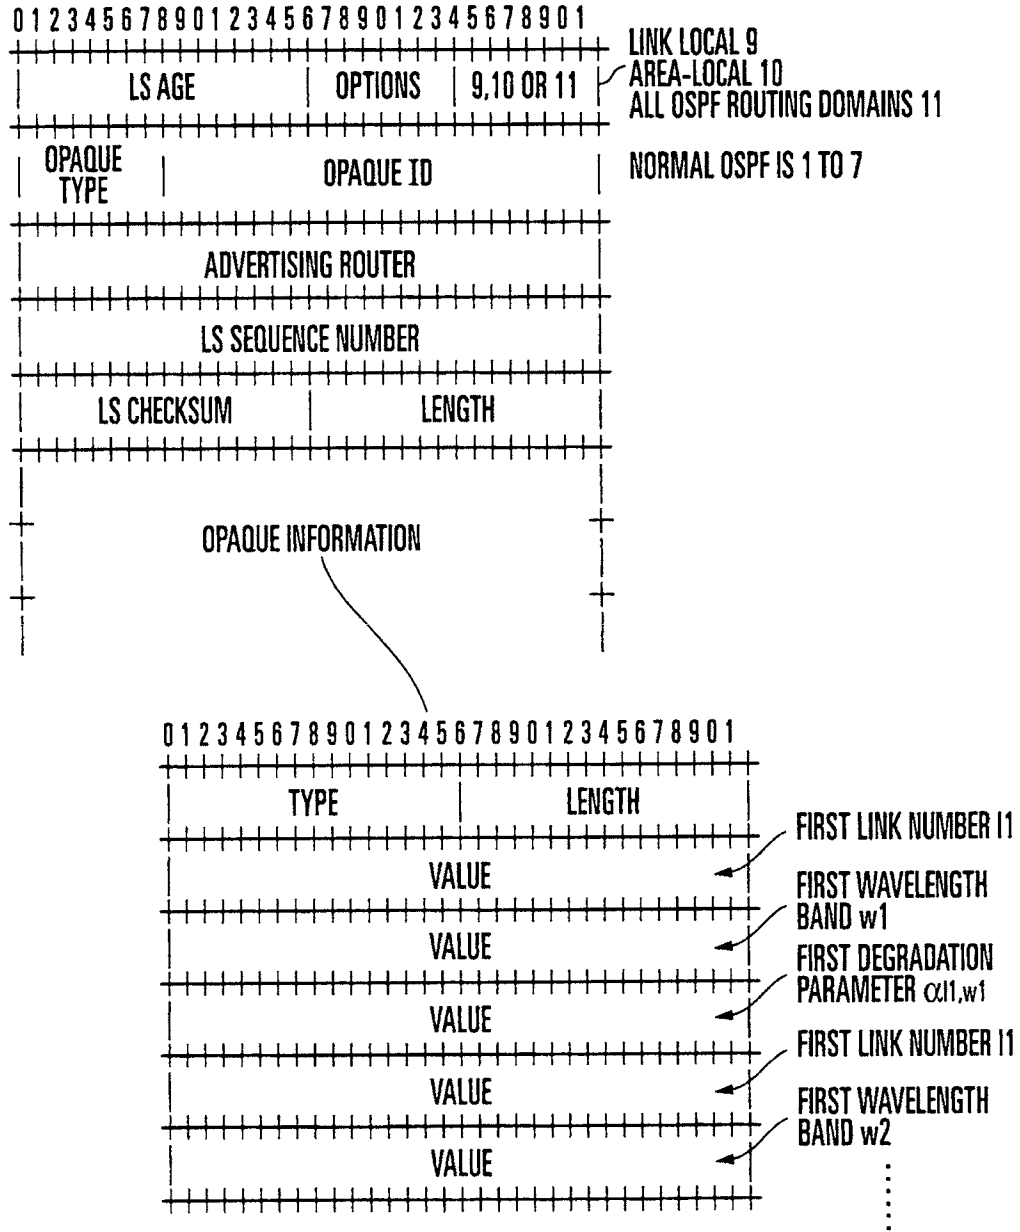 0 1 2 3 4 5 6 7 8 9 0 1 2 3 4 5 6 7 8 9 0 1 2 3 4 5 6 7 8 9 0 1
LS AGE OPTIONS 9,10 OR 11
LINK LOCAL 9
AREA-LOCAL 10
ALL OSPF ROUTING DOMAINS 11
OPAQUE
TYPE
OPAQUE ID
NORMAL OSPF IS 1 TO 7
ADVERTISING ROUTER
LS SEQUENCE NUMBER
LS CHECKSUM LENGTH
OPAQUE INFORMATION
0 1 2 3 4 5 6 7 8 9 0 1 2 3 4 5 6 7 8 9 0 1 2 3 4 5 6 7 8 9 0 1
TYPE LENGTH
FIRST LINK NUMBER l1
VALUE
FIRST WAVELENGTH
BAND w1
VALUE
FIRST DEGRADATION
PARAMETER αl1,w1
VALUE
FIRST LINK NUMBER l1
VALUE
FIRST WAVELENGTH
BAND w2
VALUE